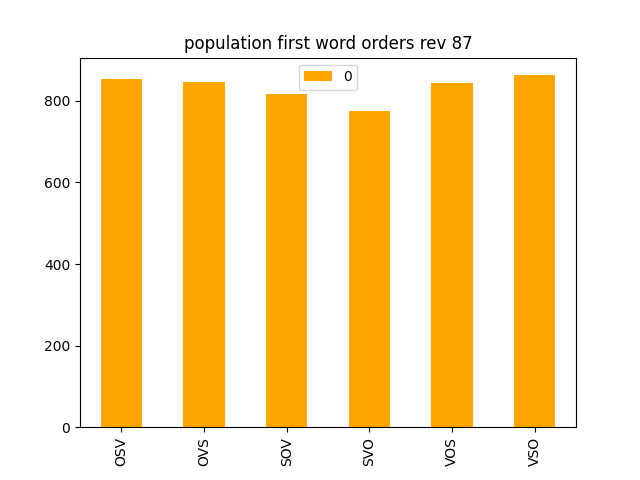 population first word orders rev 87
0
800
600
400
200
0
OSV
OVS
SOV
SVO
VOS
VSO